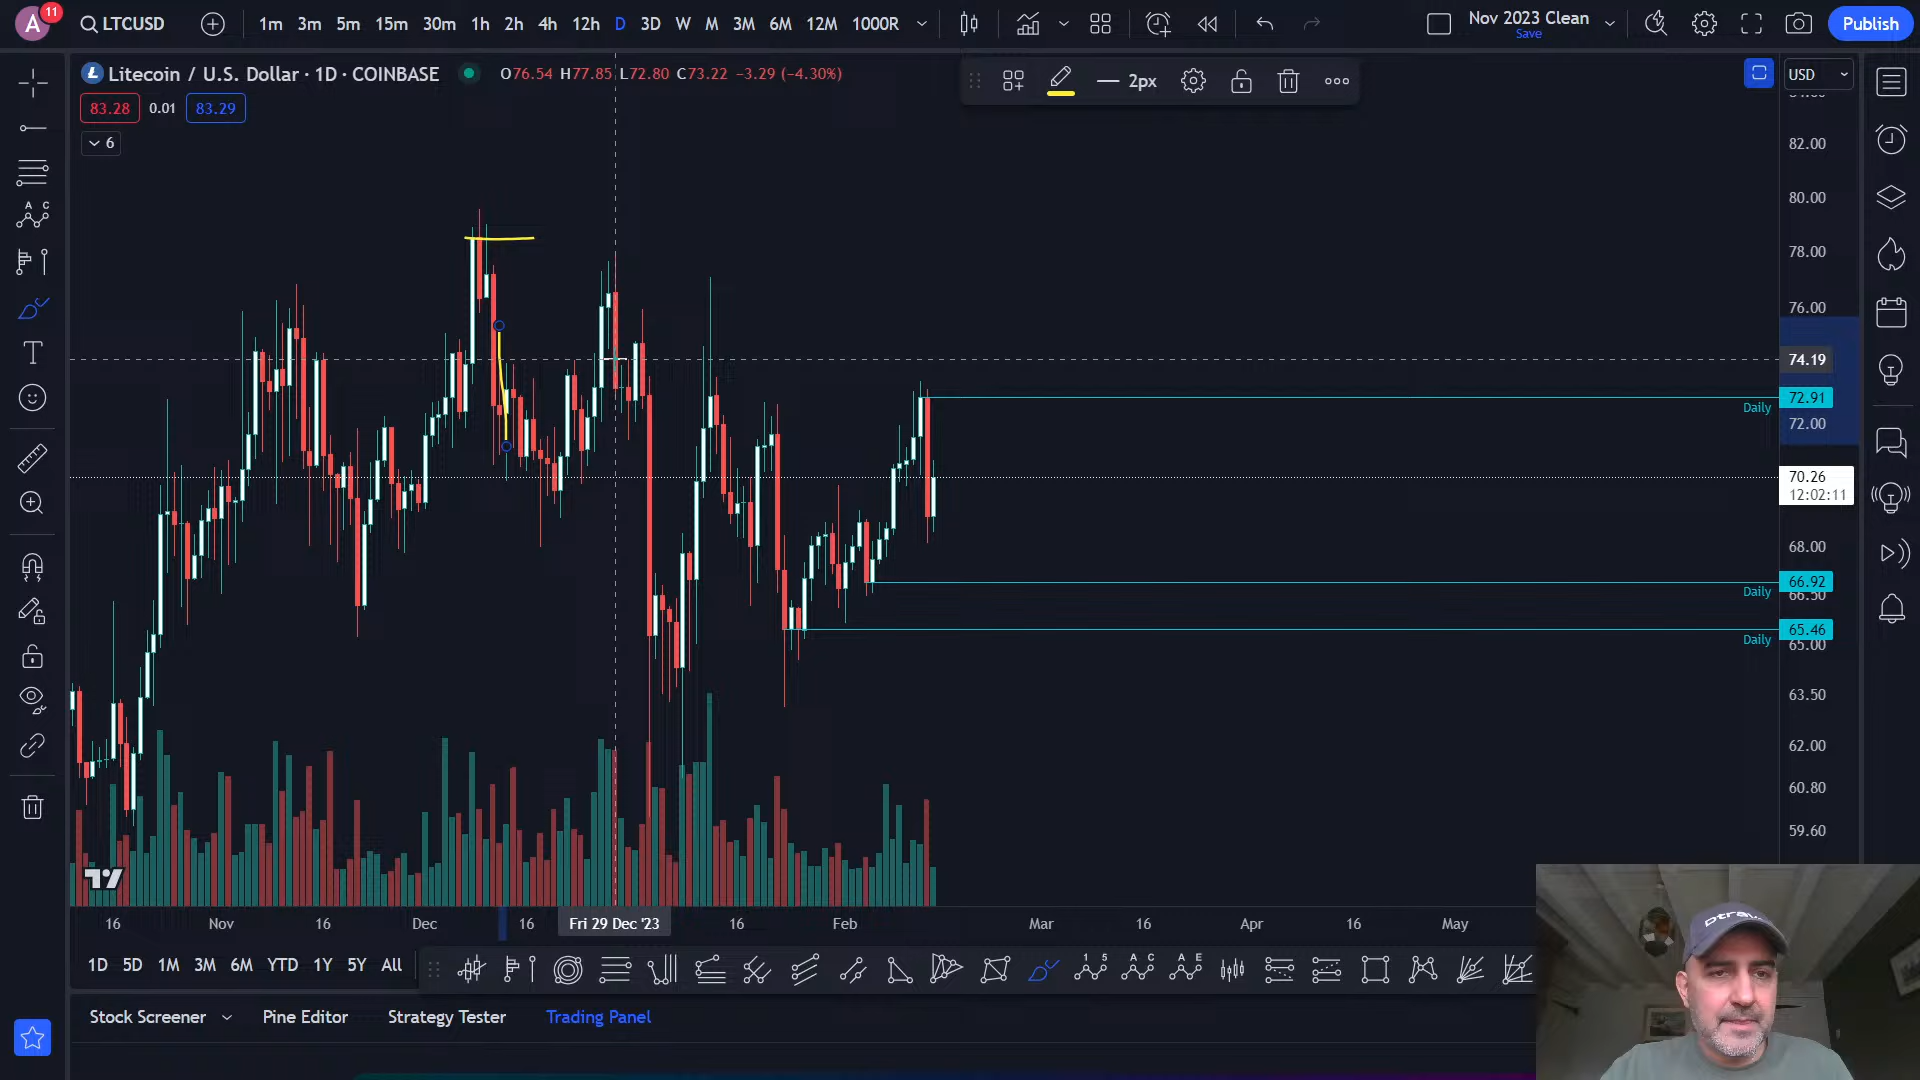 A 11 LTCUSD 1m 3m 5m 15m 30m 1h 2h 4h 12h D 3D W M 3M 6M 12M 1000R Nov 2023 Clean Save Publish
Litecoin / U.S. Dollar · 1D · COINBASE O76.54 H77.85 L72.80 C73.22 −3.29 (−4.30%) 2px USD
83.28 0.01 83.29
6
82.00
80.00
78.00
76.00
74.19
72.91
Daily
72.00
70.26
12:02:11
68.00
66.92
Daily
66.50
65.46
Daily
65.00
63.50
62.00
60.80
59.60
16 Nov 16 Dec 16 Fri 29 Dec '23 16 Feb Mar 16 Apr 16 May
1D 5D 1M 3M 6M YTD 1Y 5Y All
Stock Screener Pine Editor Strategy Tester Trading Panel